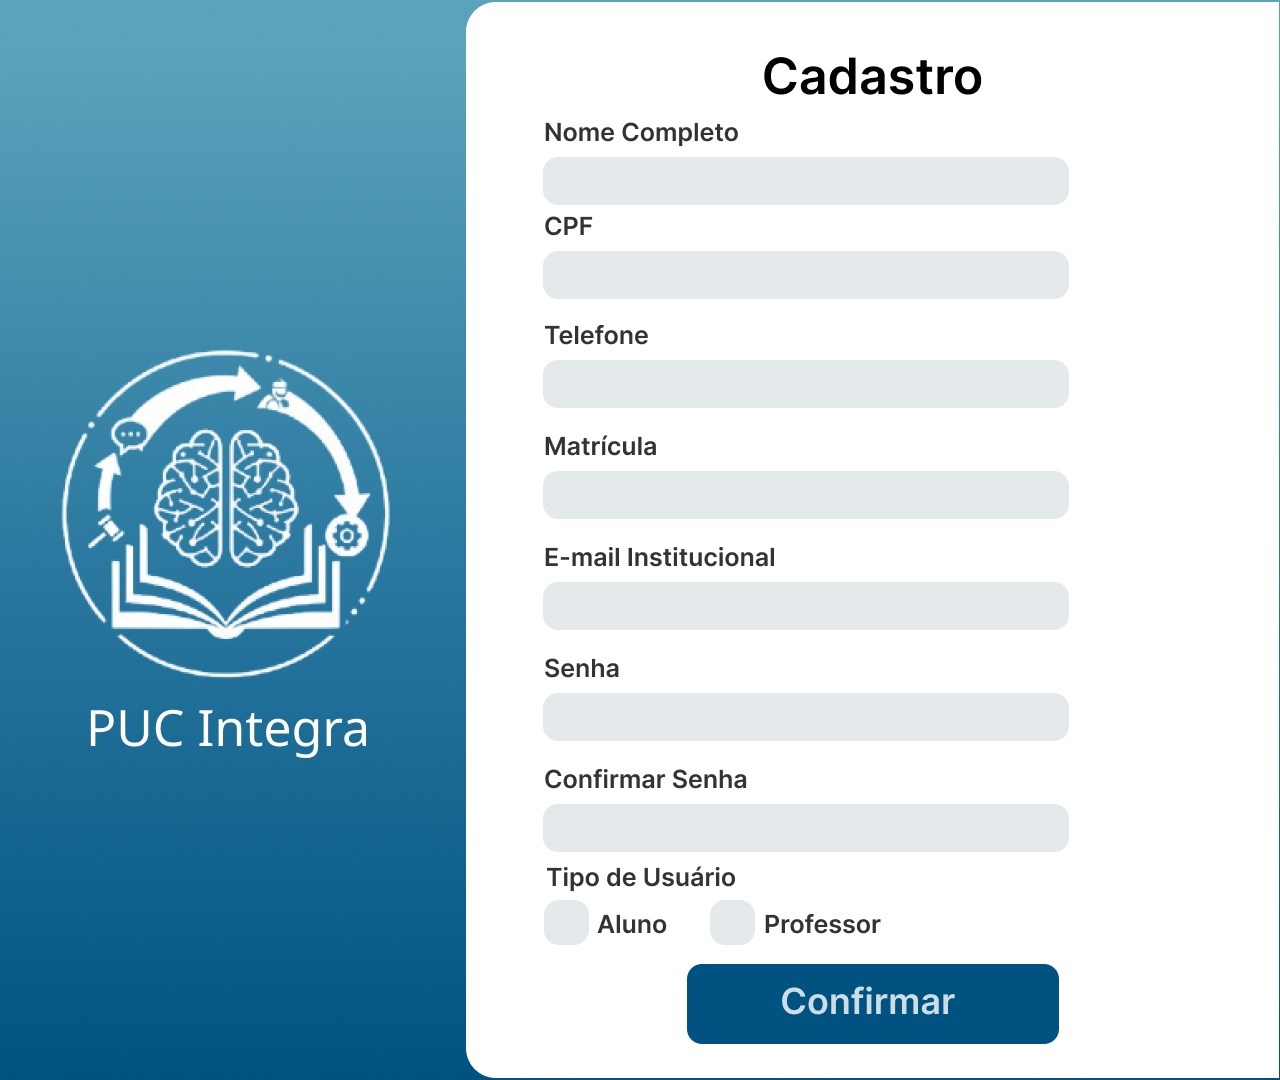 Cadastro
Nome Completo
CPF
Telefone
Matrícula
E-mail Institucional
Senha
Confirmar Senha
Tipo de Usuário
Aluno Professor
Confirmar
PUC Integra